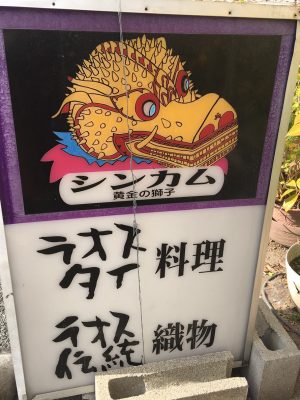 シンカム
黄金の獅子
ラオス
タイ 料理
ラオス
伝統 織物